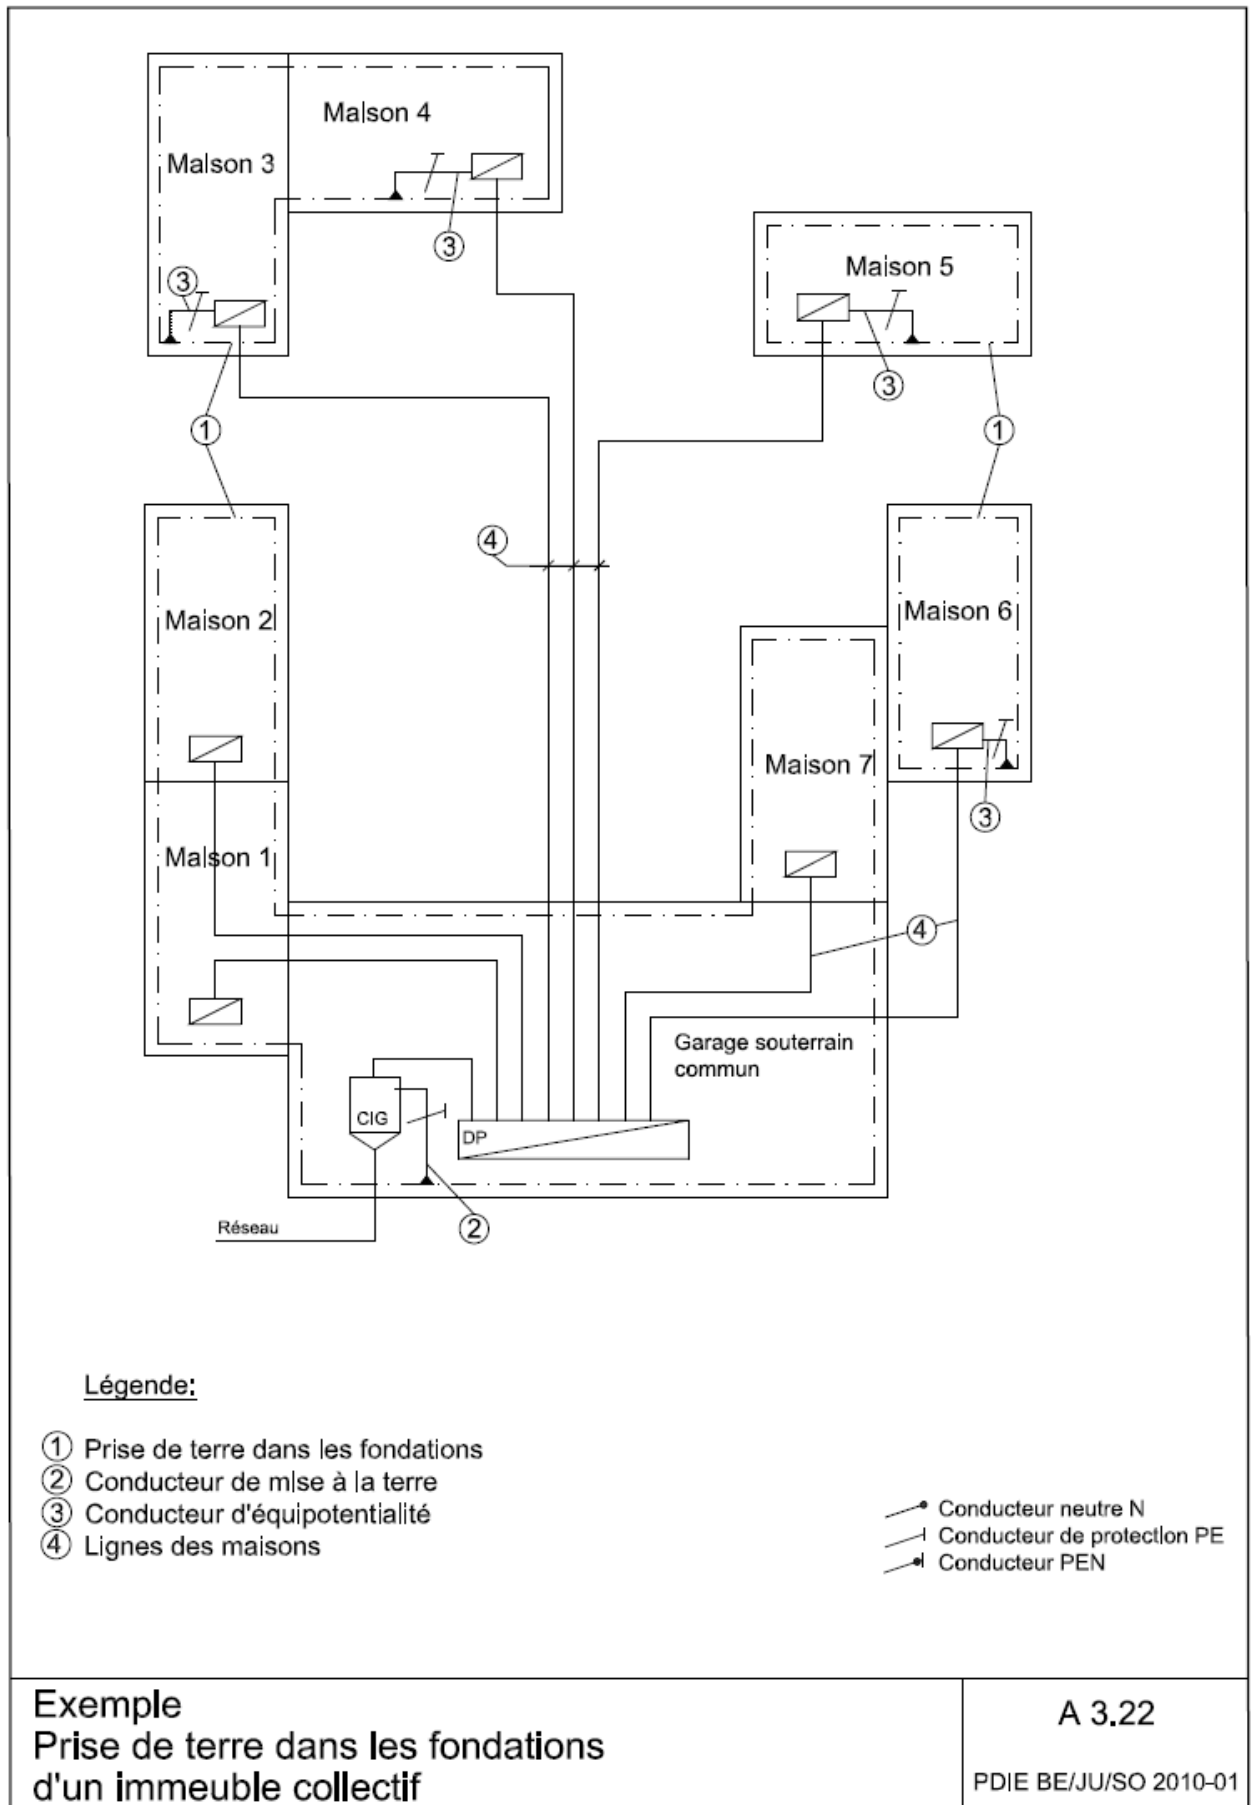 Maison 4
Maison 3
3
3
Maison 5
3
1
1
4
Maison 2
Maison 6
Maison 7
3
Maison 1
4
Garage souterrain
commun
CIG
DP
Réseau
2
Légende:
1 Prise de terre dans les fondations
2 Conducteur de mise à la terre
3 Conducteur d'équipotentialité
4 Lignes des maisons
Conducteur neutre N
Conducteur de protection PE
Conducteur PEN
Exemple
Prise de terre dans les fondations
d'un immeuble collectif
A 3.22
PDIE BE/JU/SO 2010-01